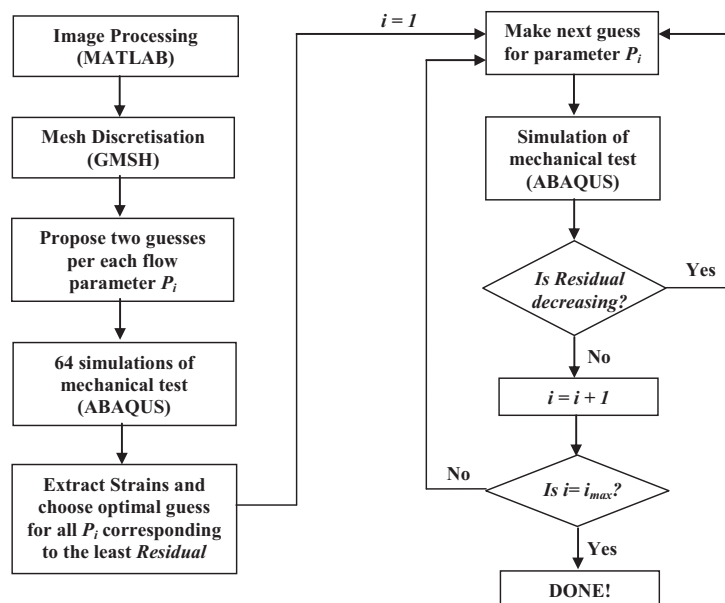 Image Processing
(MATLAB)
Mesh Discretisation
(GMSH)
Propose two guesses
per each flow
parameter Pi
64 simulations of
mechanical test
(ABAQUS)
Extract Strains and
choose optimal guess
for all Pi corresponding
to the least Residual
i = 1
Make next guess
for parameter Pi
Simulation of
mechanical test
(ABAQUS)
Is Residual
decreasing?
Yes
No
i = i + 1
Is i= imax?
No
Yes
DONE!